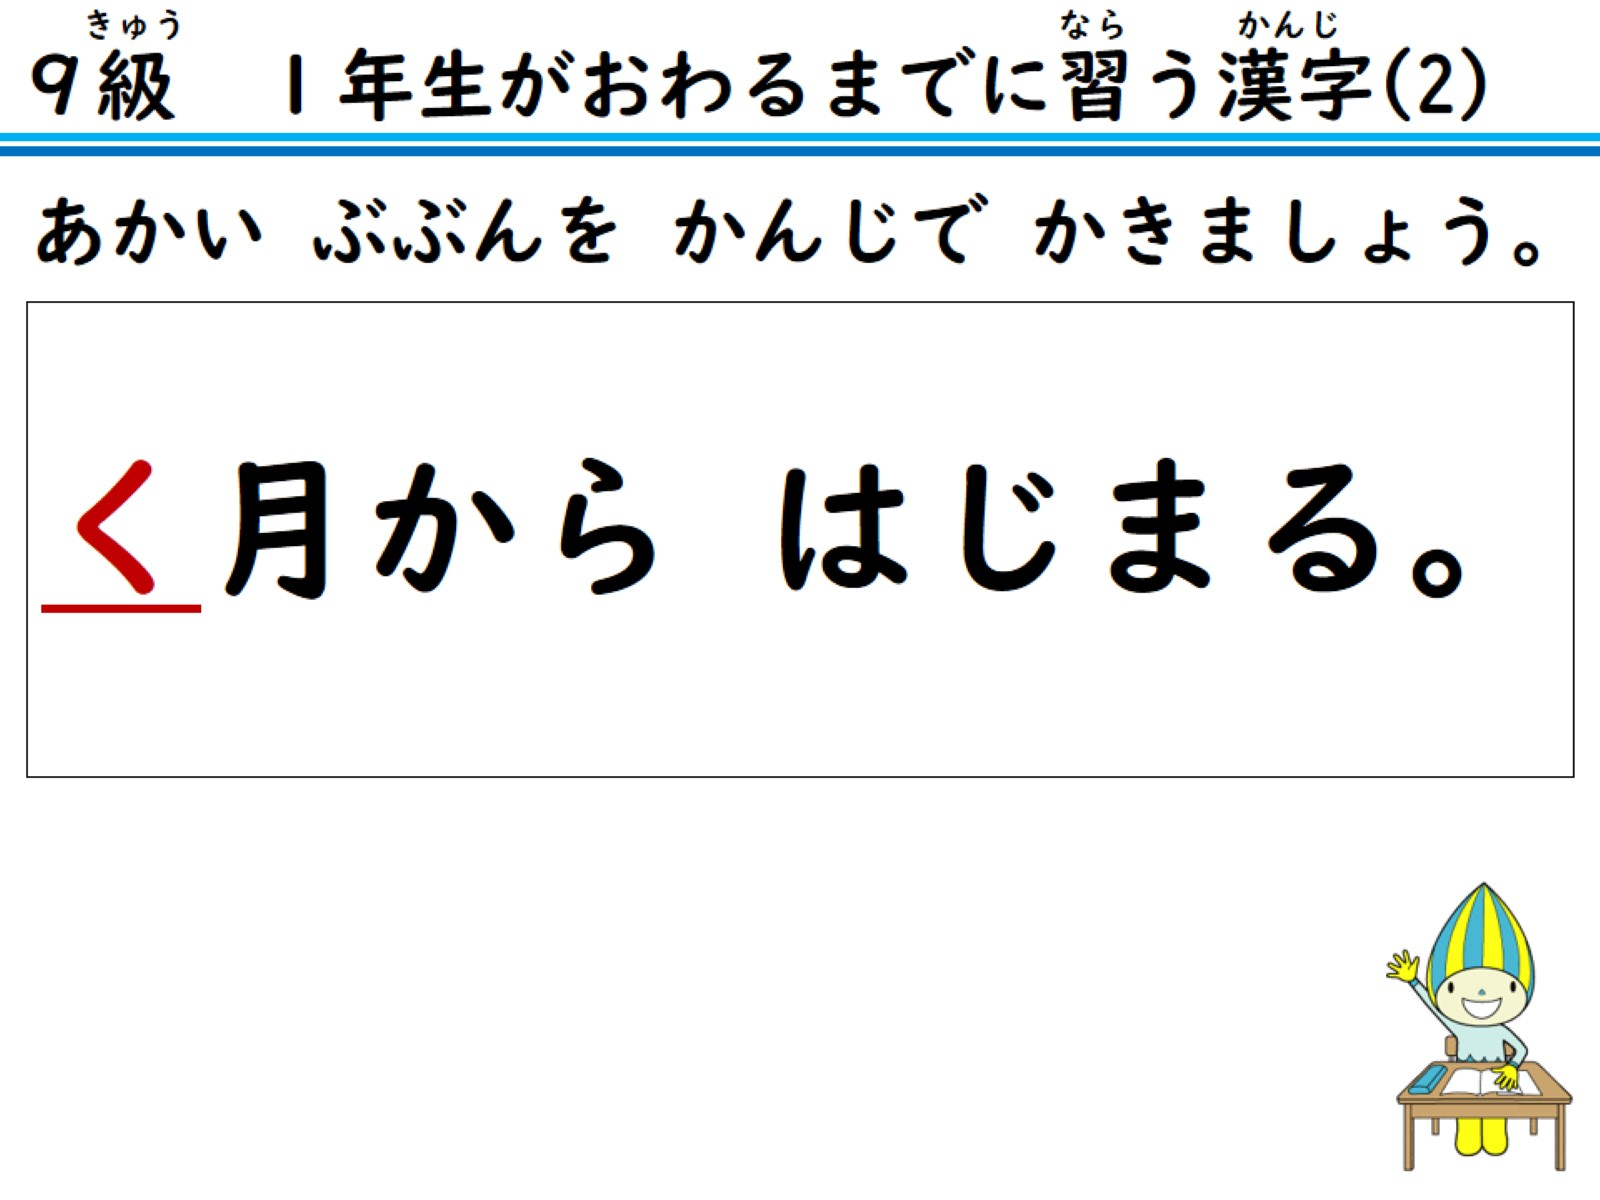 きゅう なら かんじ
9級 1年生がおわるまでに習う漢字(2)
あかい ぶぶんを かんじで かきましょう。
く月から はじまる。